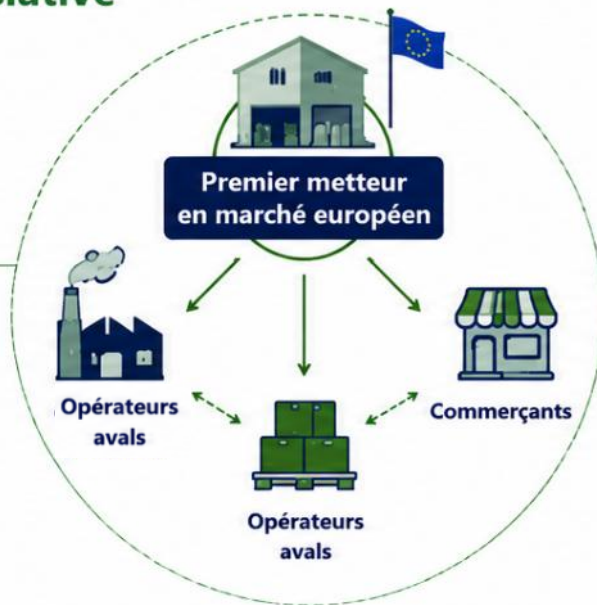 Premier metteur
en marché européen
Opérateurs
avals
Commerçants
Opérateurs
avals